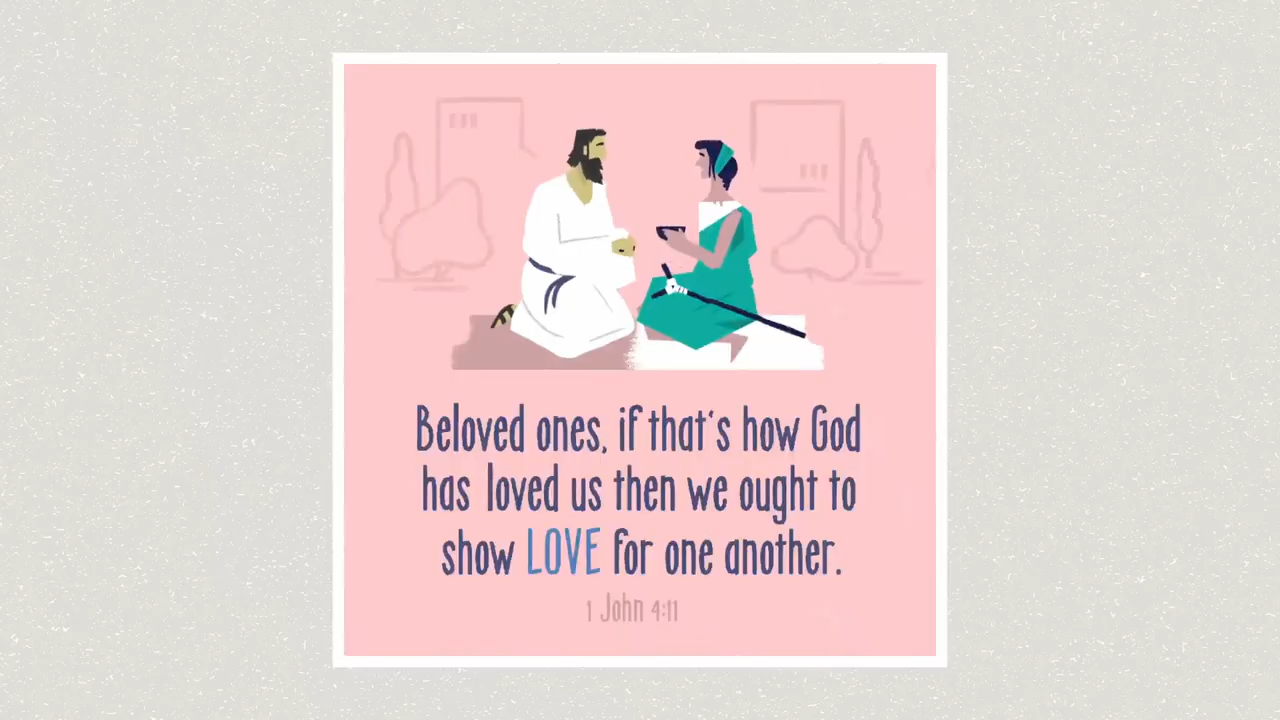 Beloved ones, if that's how God
has loved us then we ought to
show LOVE for one another.
1 John 4:11